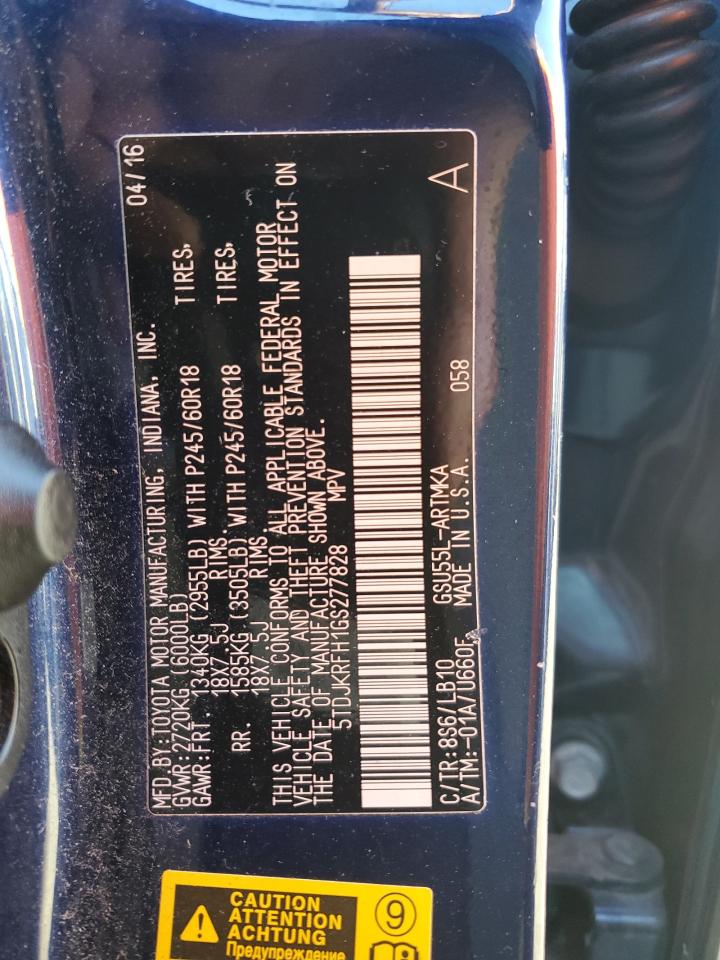 MFD.BY:TOYOTA MOTOR MANUFACTURING, INDIANA, INC. 04/16
GVWR:2720KG(6000LB)
GAWR:FRT. 1340KG (2955LB) WITH P245/60R18 TIRES,
18X7.5J RIMS,
RR. 1585KG (3505LB) WITH P245/60R18 TIRES,
18X7.5J RIMS
THIS VEHICLE CONFORMS TO ALL APPLICABLE FEDERAL MOTOR
VEHICLE SAFETY AND THEFT PREVENTION STANDARDS IN EFFECT ON
THE DATE OF MANUFACTURE SHOWN ABOVE.
5TDJKRFH1GS277828 MPV
C/TR:8S6/LB10 GSU55L-ARTMKA A
A/TM:-01A/U660F MADE IN U.S.A. 058
CAUTION
ATTENTION
ACHTUNG
Предупреждение
9